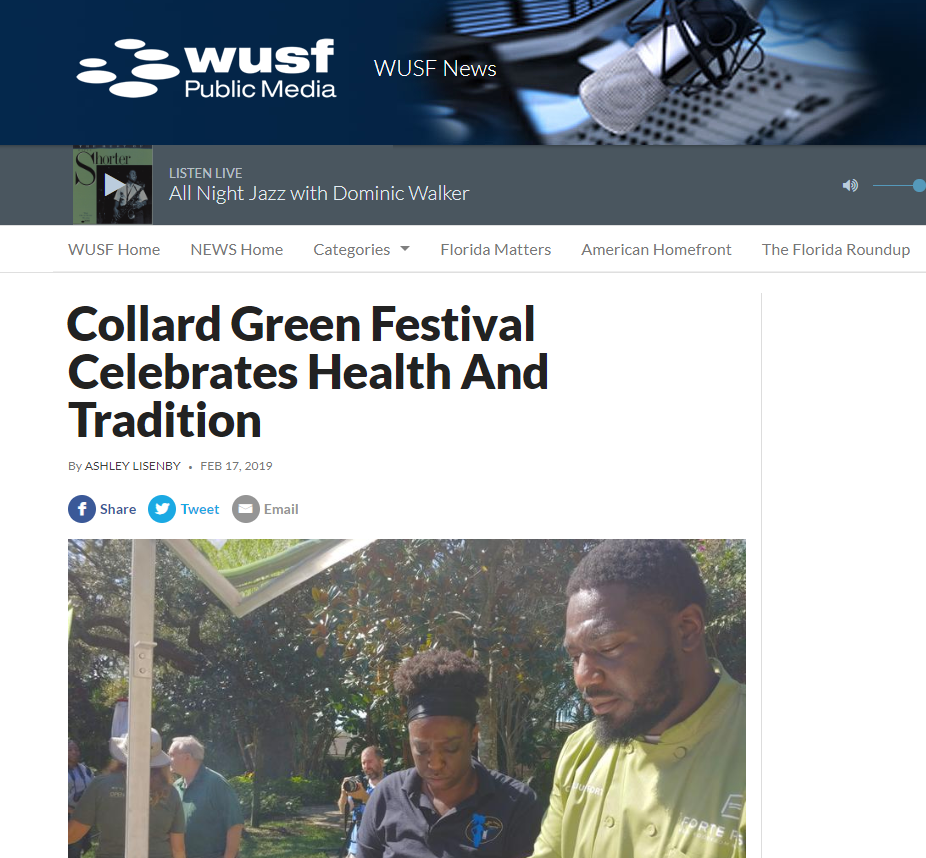 wusf
Public Media
WUSF News
Shorter
LISTEN LIVE
All Night Jazz with Dominic Walker
WUSF Home NEWS Home Categories Florida Matters American Homefront The Florida Roundup
Collard Green Festival
Celebrates Health And
Tradition
By ASHLEY LISENBY • FEB 17, 2019
f Share Tweet Email
FORTE